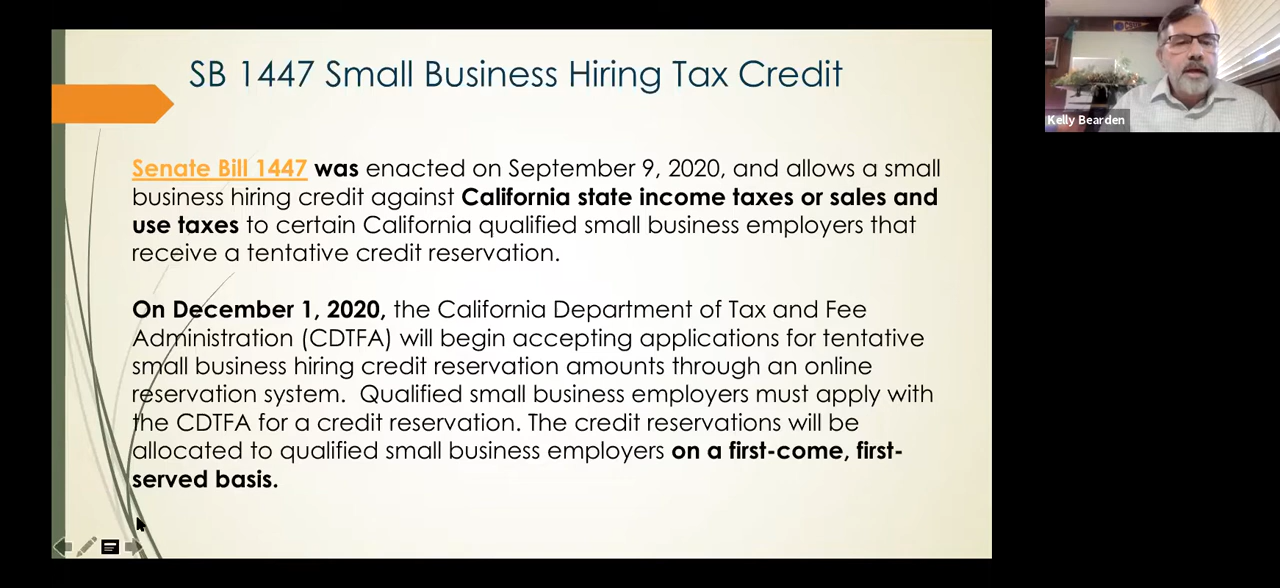 SB 1447 Small Business Hiring Tax Credit
Senate Bill 1447 was enacted on September 9, 2020, and allows a small
business hiring credit against California state income taxes or sales and
use taxes to certain California qualified small business employers that
receive a tentative credit reservation.
On December 1, 2020, the California Department of Tax and Fee
Administration (CDTFA) will begin accepting applications for tentative
small business hiring credit reservation amounts through an online
reservation system.  Qualified small business employers must apply with
the CDTFA for a credit reservation. The credit reservations will be
allocated to qualified small business employers on a first-come, first-
served basis.
Kelly Bearden